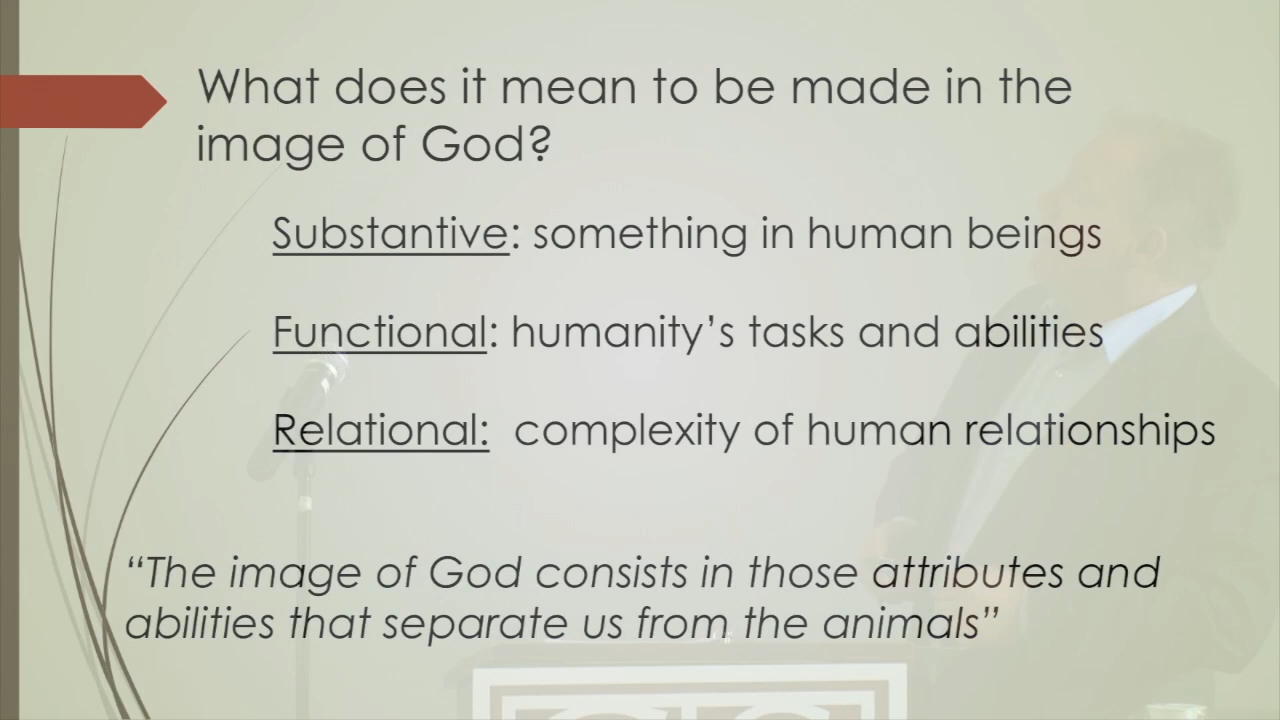 What does it mean to be made in the
image of God?
Substantive: something in human beings
Functional: humanity’s tasks and abilities
Relational: complexity of human relationships
“The image of God consists in those attributes and
abilities that separate us from the animals”